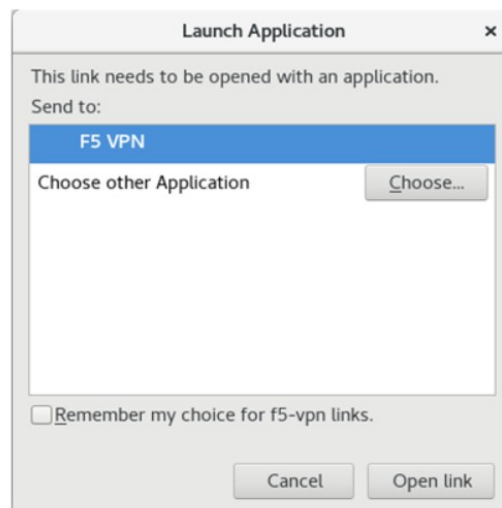 Launch Application
This link needs to be opened with an application.
Send to:
F5 VPN
Choose other Application
Choose...
Remember my choice for f5-vpn links.
Cancel
Open link